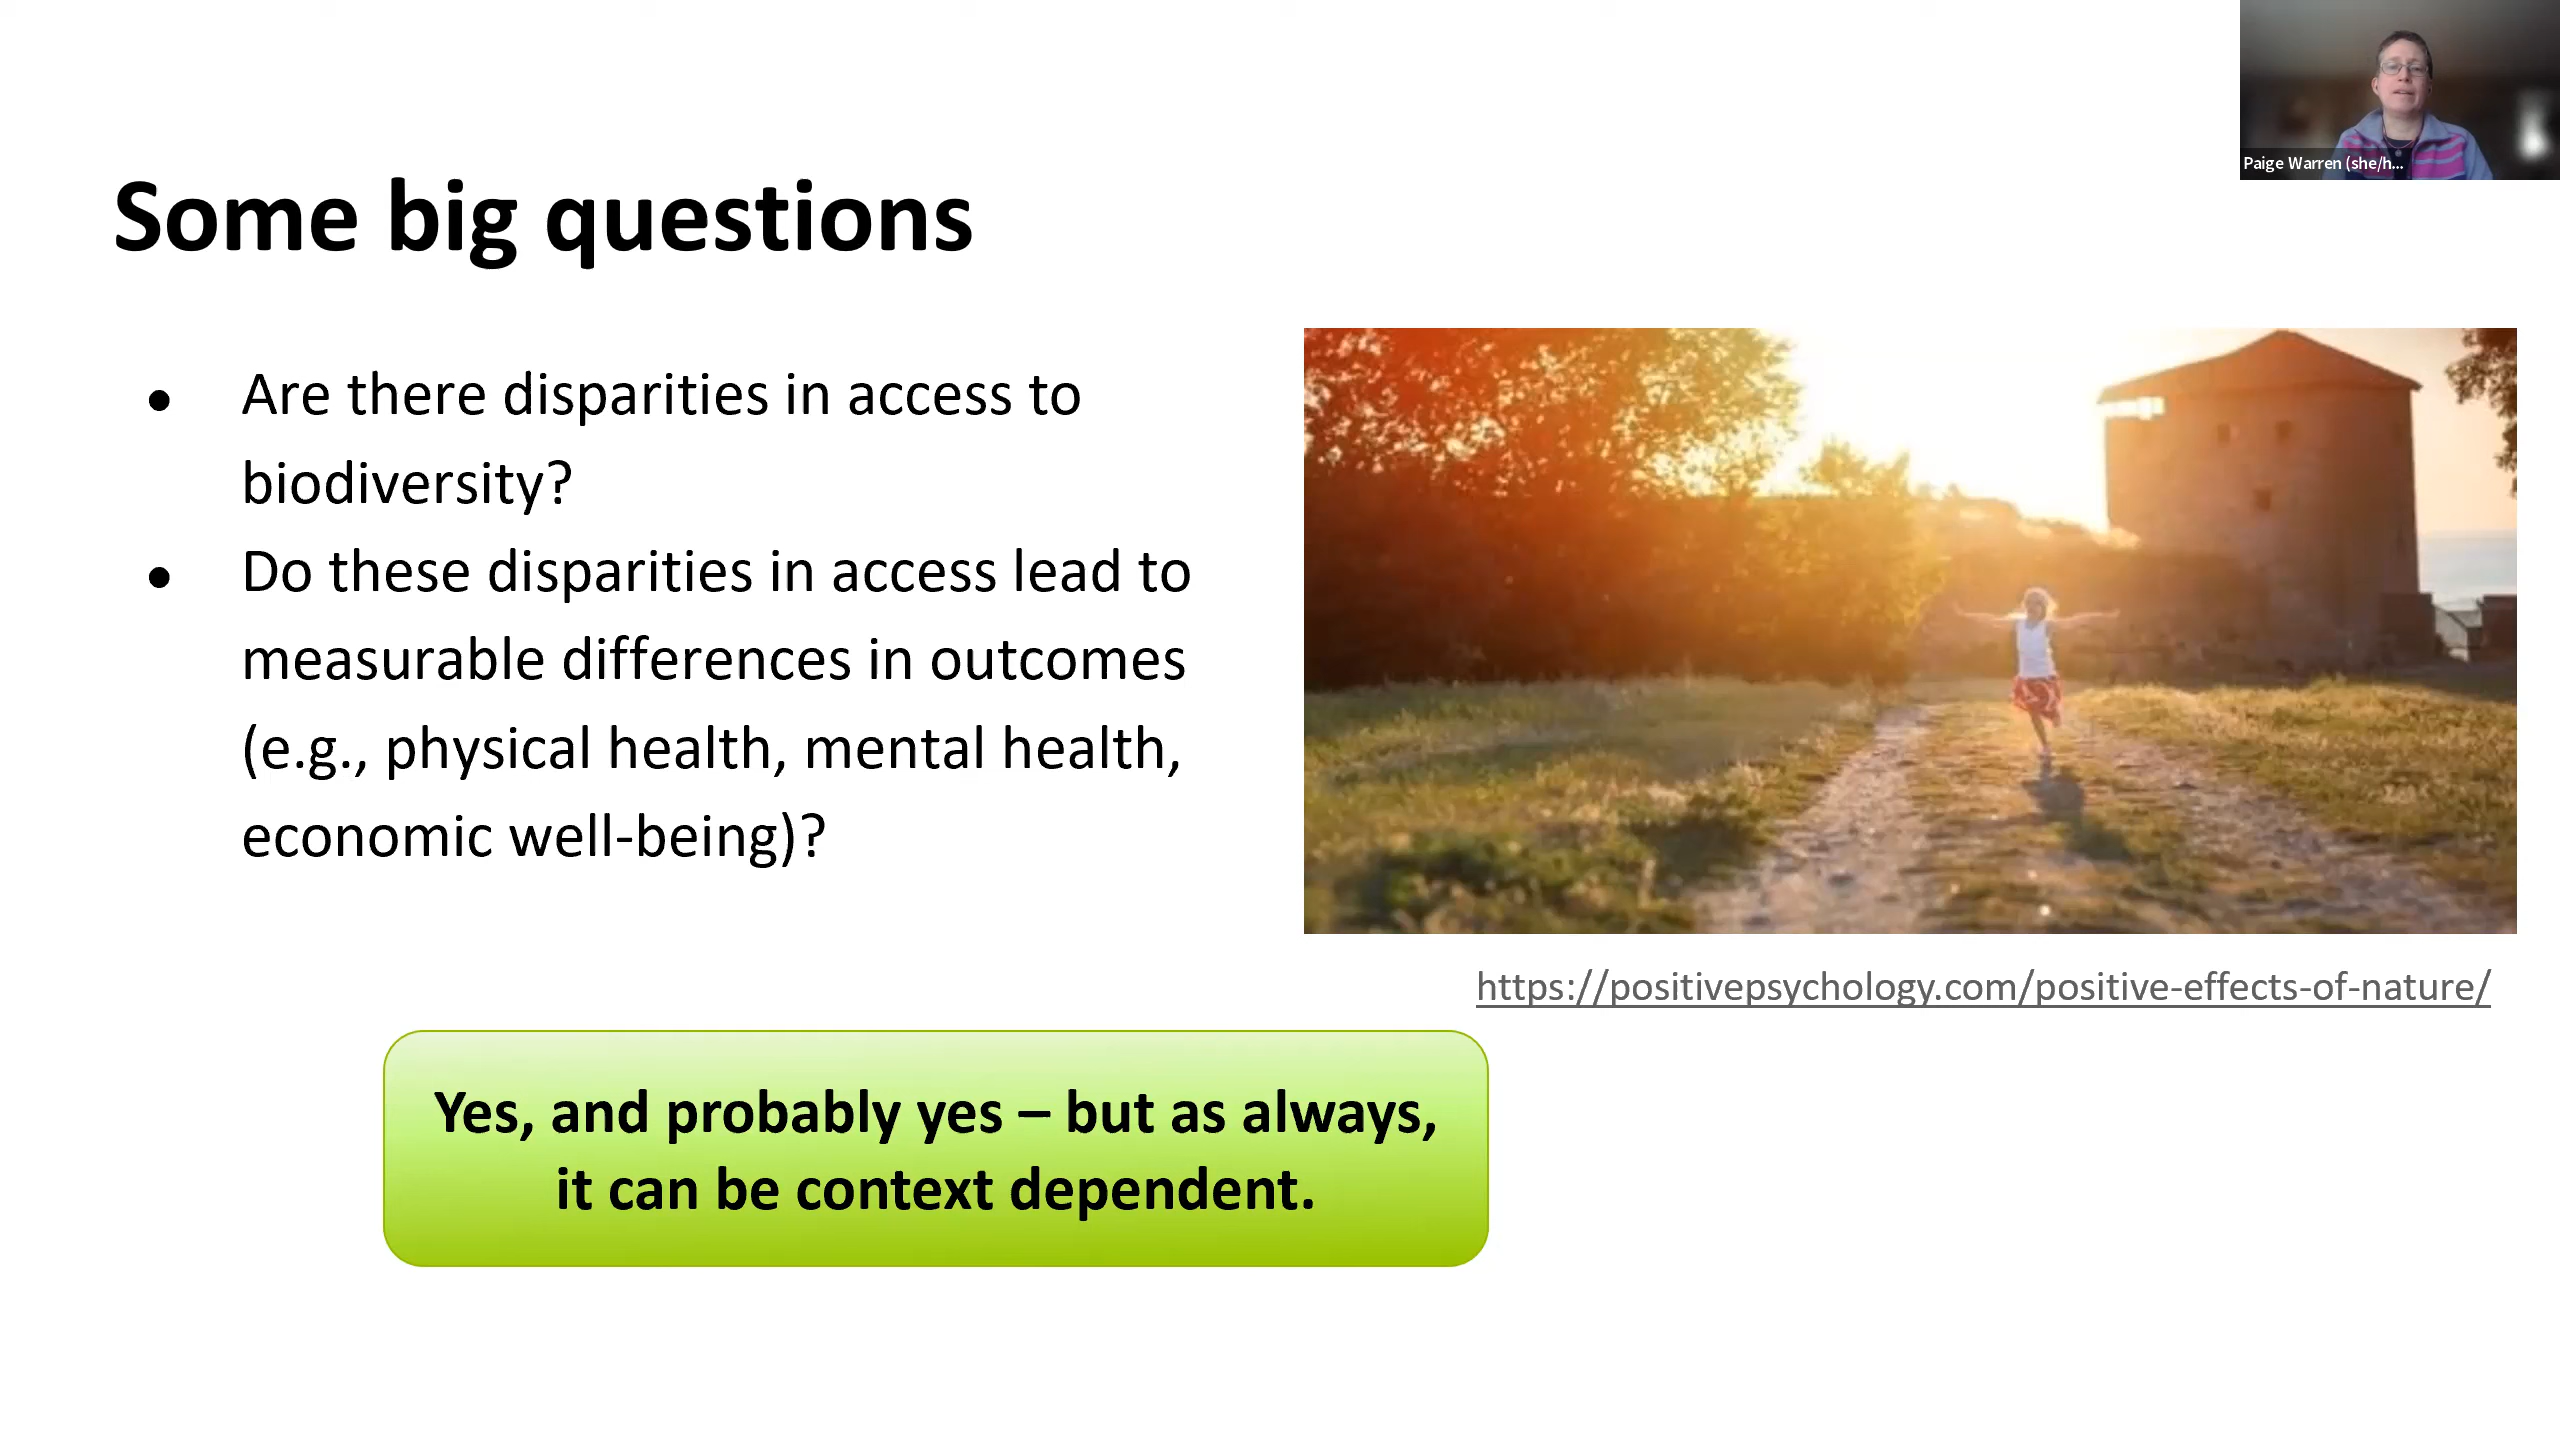 Paige Warren (she/h...
Some big questions
● Are there disparities in access to
biodiversity?
● Do these disparities in access lead to
measurable differences in outcomes
(e.g., physical health, mental health,
economic well-being)?
https://positivepsychology.com/positive-effects-of-nature/
Yes, and probably yes – but as always,
it can be context dependent.